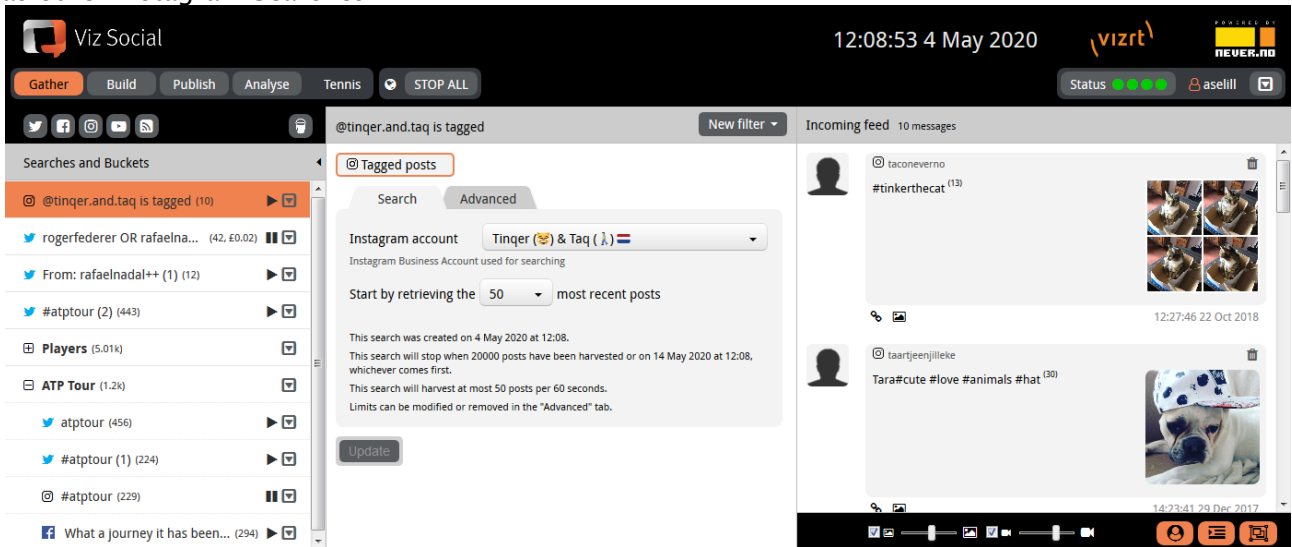 Viz Social
12:08:53 4 May 2020
vizrt
POWERED BY
never.no
Gather Build Publish Analyse Tennis STOP ALL
Status aselill
@tinqer.and.taq is tagged
New filter
Incoming feed 10 messages
Searches and Buckets
Tagged posts
Search Advanced
@tinqer.and.taq is tagged (10)
rogerfederer OR rafaelna... (42, £0.02)
From: rafaelnadal++ (1) (12)
#atptour (2) (443)
Players (5.01k)
ATP Tour (1.2k)
atptour (456)
#atptour (1) (224)
#atptour (229)
What a journey it has been... (294)
Instagram account
Tinqer (😸) & Taq (🚶) 🇳🇱
Instagram Business Account used for searching
Start by retrieving the 50 most recent posts
This search was created on 4 May 2020 at 12:08.
This search will stop when 20000 posts have been harvested or on 14 May 2020 at 12:08,
whichever comes first.
This search will harvest at most 50 posts per 60 seconds.
Limits can be modified or removed in the "Advanced" tab.
Update
taconeverno
#tinkerthecat (13)
12:27:46 22 Oct 2018
taartjeenjilleke
Tara#cute #love #animals #hat (30)
14:23:41 29 Dec 2017